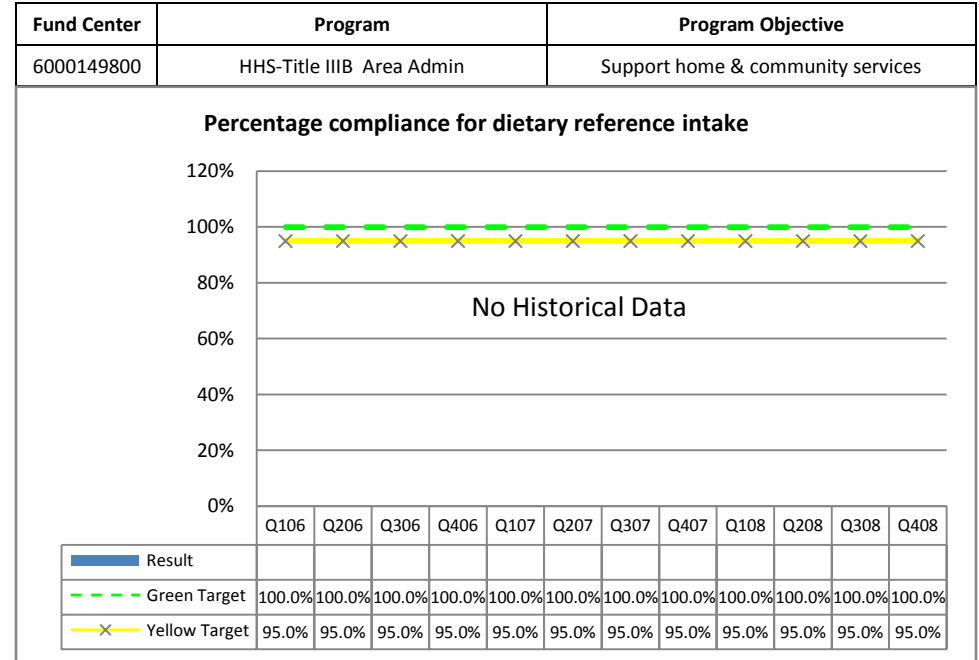 Fund Center Program Program Objective
6000149800 HHS-Title IIIB Area Admin Support home & community services
Percentage compliance for dietary reference intake
120%
100%
80%
No Historical Data
60%
40%
20%
0%
Q106 Q206 Q306 Q406 Q107 Q207 Q307 Q407 Q108 Q208 Q308 Q408
Result
Green Target 100.0% 100.0% 100.0% 100.0% 100.0% 100.0% 100.0% 100.0% 100.0% 100.0% 100.0% 100.0%
Yellow Target 95.0% 95.0% 95.0% 95.0% 95.0% 95.0% 95.0% 95.0% 95.0% 95.0% 95.0% 95.0%